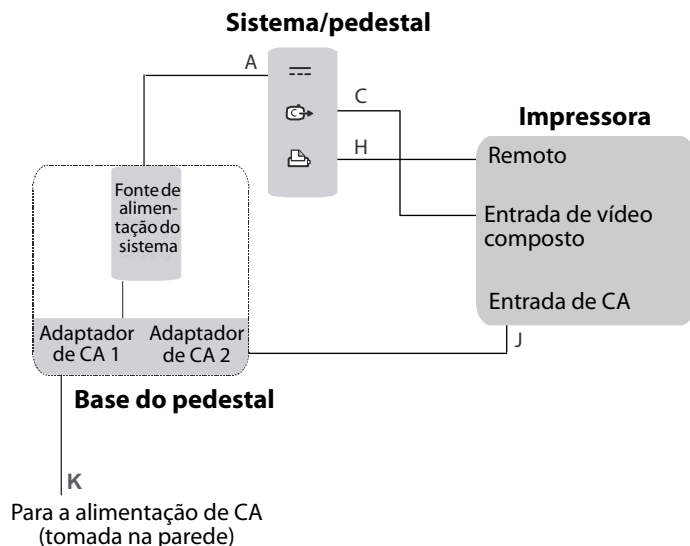 Sistema/pedestal
A
C
H
Impressora
Remoto
Entrada de vídeo
composto
Entrada de CA
J
Fonte de
alimen-
tação do
sistema
Adaptador
de CA 1
Adaptador
de CA 2
Base do pedestal
K
Para a alimentação de CA
(tomada na parede)